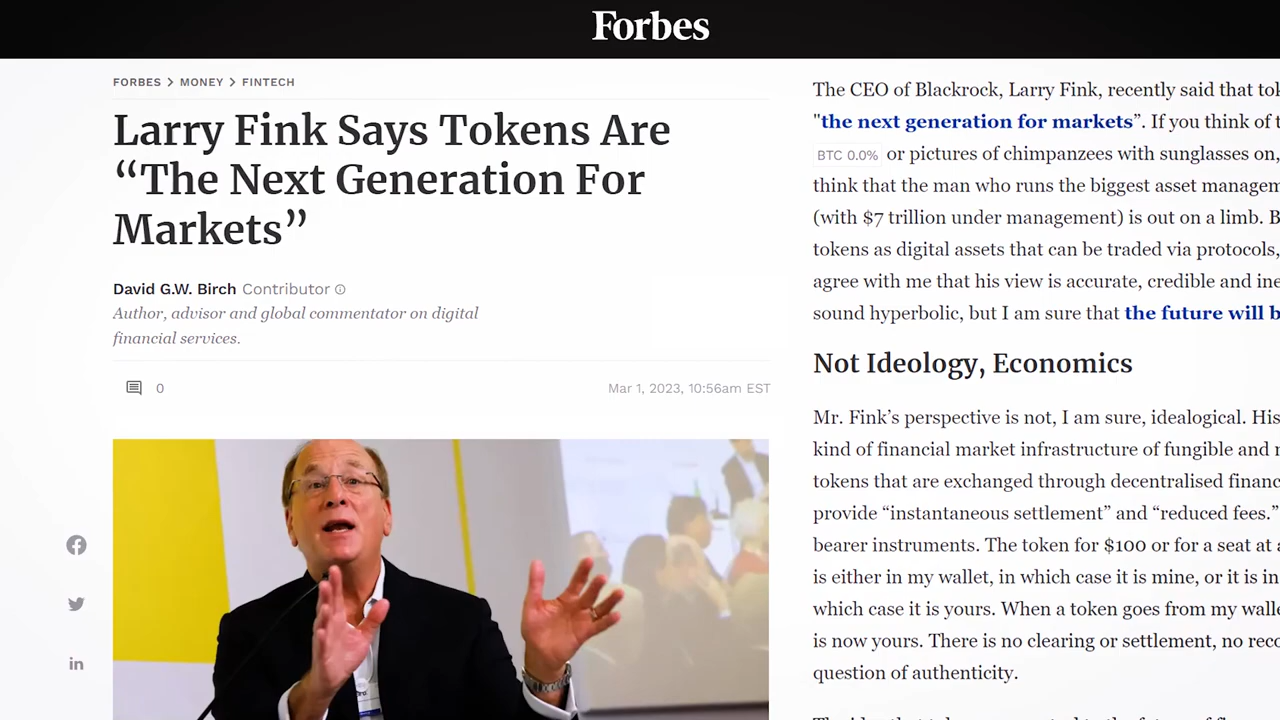 Forbes
FORBES > MONEY > FINTECH
Larry Fink Says Tokens Are
“The Next Generation For
Markets”
David G.W. Birch Contributor
Author, advisor and global commentator on digital
financial services.
0
Mar 1, 2023, 10:56am EST
in
The CEO of Blackrock, Larry Fink, recently said that
"the next generation for markets”. If you think of
BTC 0.0% or pictures of chimpanzees with sunglasses on,
think that the man who runs the biggest asset
(with $7 trillion under management) is out on a limb.
tokens as digital assets that can be traded via protocols,
agree with me that his view is accurate, credible and
sound hyperbolic, but I am sure that the future will
Not Ideology, Economics
Mr. Fink’s perspective is not, I am sure, idealogical. His
kind of financial market infrastructure of fungible and
tokens that are exchanged through decentralised
provide “instantaneous settlement” and “reduced fees.”
bearer instruments. The token for $100 or for a seat at
is either in my wallet, in which case it is mine, or it is in
which case it is yours. When a token goes from my
is now yours. There is no clearing or settlement, no
question of authenticity.